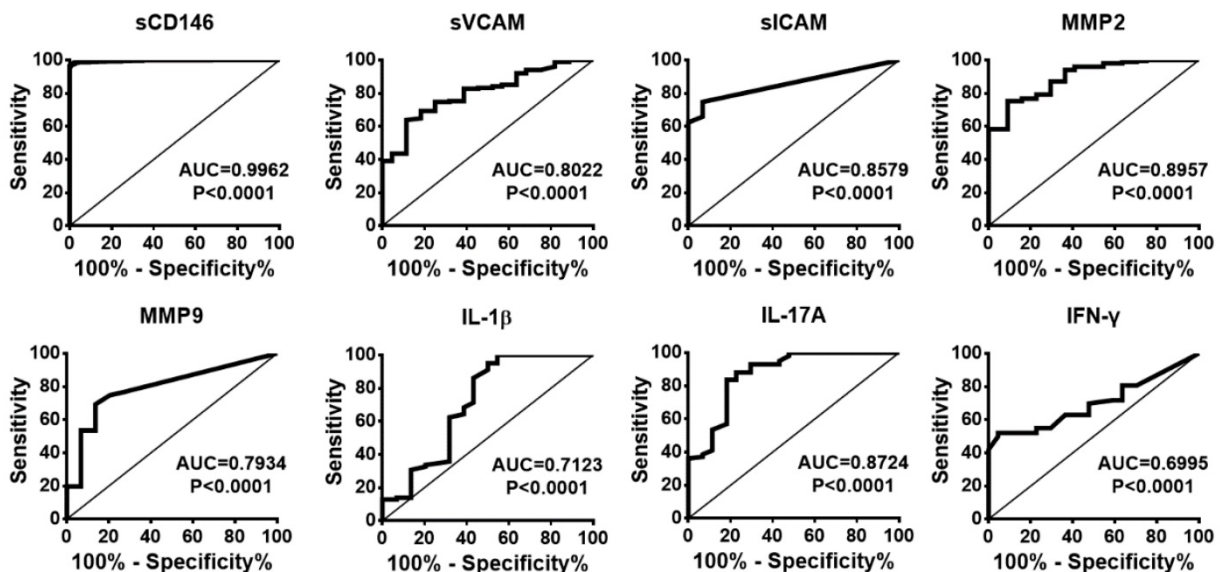 sCD146
sVCAM
sICAM
MMP2
Sensitivity
100
80
60
40
20
0
AUC=0.9962
P<0.0001
0 20 40 60 80 100
100% - Specificity%
Sensitivity
100
80
60
40
20
0
AUC=0.8022
P<0.0001
0 20 40 60 80 100
100% - Specificity%
Sensitivity
100
80
60
40
20
0
AUC=0.8579
P<0.0001
0 20 40 60 80 100
100% - Specificity%
Sensitivity
100
80
60
40
20
0
AUC=0.8957
P<0.0001
0 20 40 60 80 100
100% - Specificity%
MMP9
IL-1β
IL-17A
IFN-γ
Sensitivity
100
80
60
40
20
0
AUC=0.7934
P<0.0001
0 20 40 60 80 100
100% - Specificity%
Sensitivity
100
80
60
40
20
0
AUC=0.7123
P<0.0001
0 20 40 60 80 100
100% - Specificity%
Sensitivity
100
80
60
40
20
0
AUC=0.8724
P<0.0001
0 20 40 60 80 100
100% - Specificity%
Sensitivity
100
80
60
40
20
0
AUC=0.6995
P<0.0001
0 20 40 60 80 100
100% - Specificity%